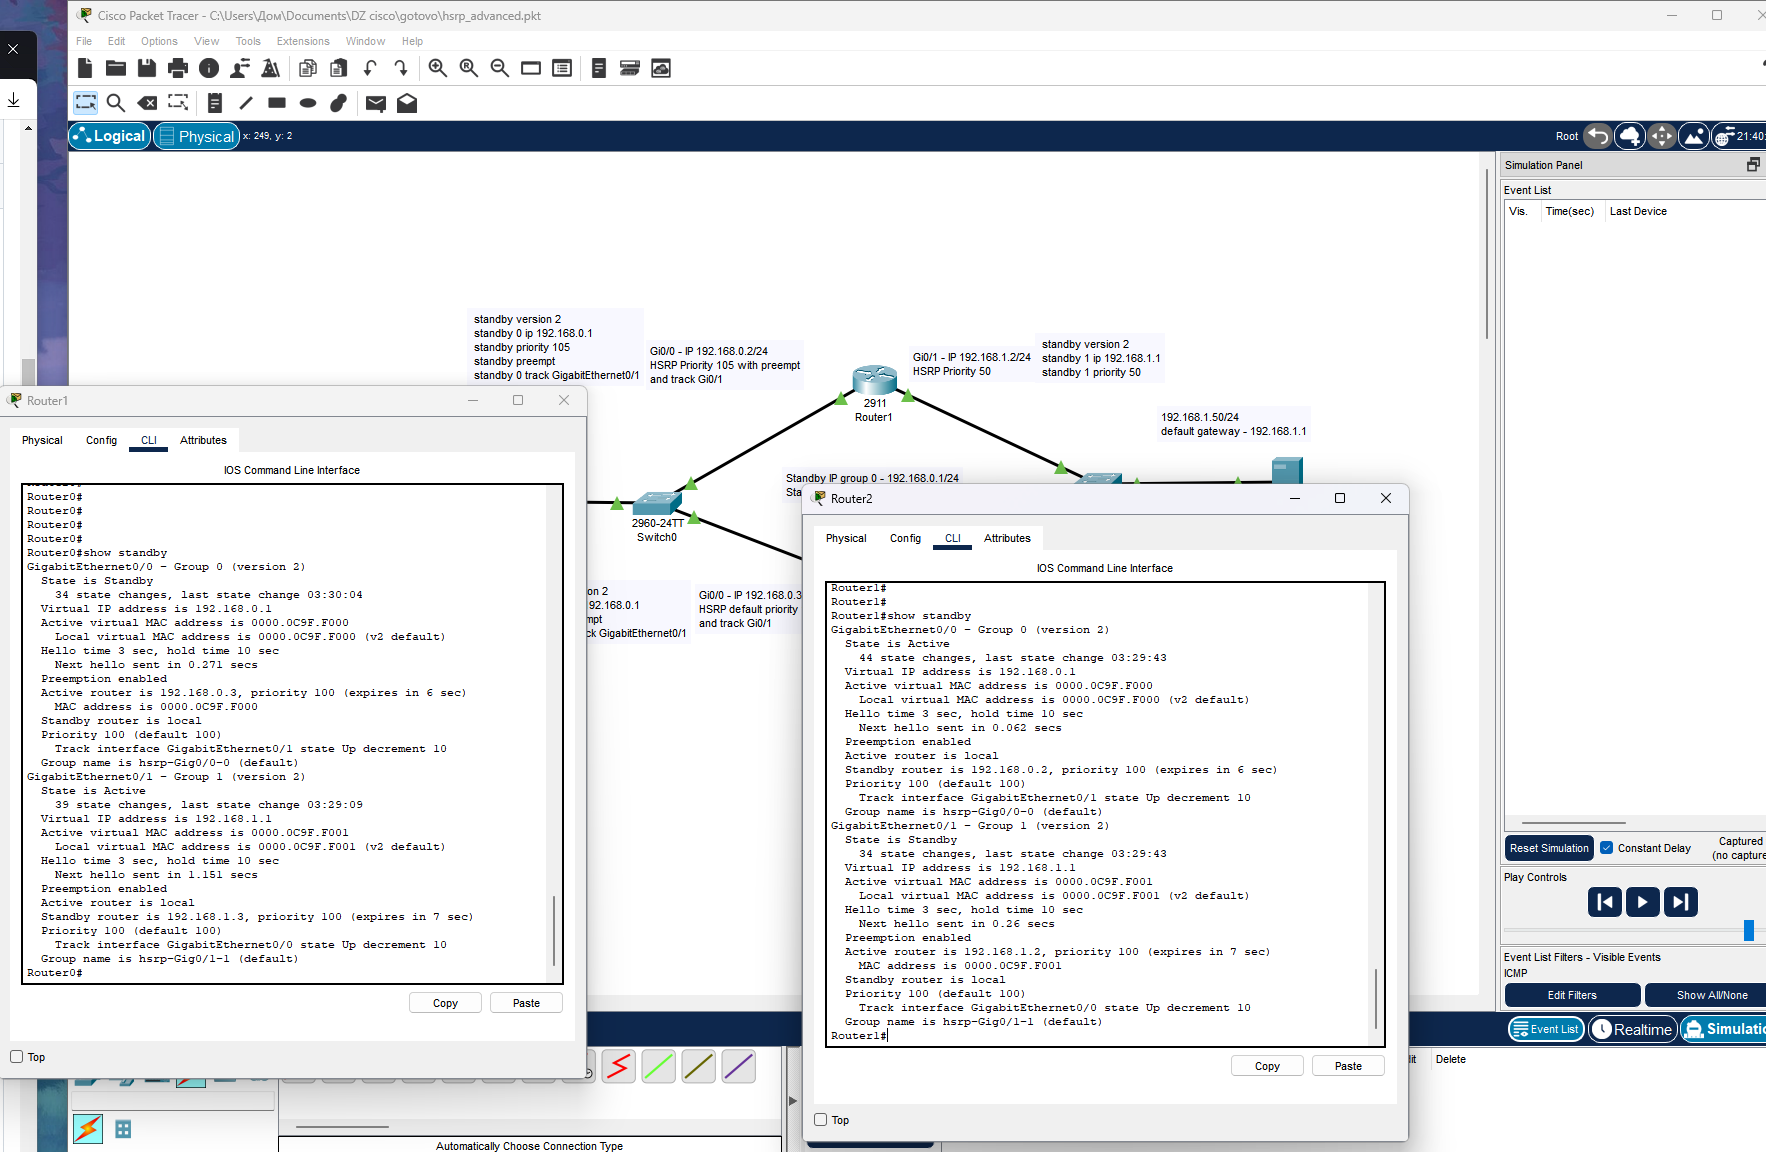 Cisco Packet Tracer - C:\Users\Дом\Documents\DZ cisco\gotovo\hsrp_advanced.pkt
File Edit Options View Tools Extensions Window Help
Logical Physical x: 249, y: 2
Root 21:40:
Simulation Panel
Event List
Vis. Time(sec) Last Device
standby version 2
standby 0 ip 192.168.0.1
standby priority 105
standby preempt
standby 0 track GigabitEthernet0/1
Gi0/0 - IP 192.168.0.2/24
HSRP Priority 105 with preempt
and track Gi0/1
2911
Router1
Gi0/1 - IP 192.168.1.2/24
HSRP Priority 50
standby version 2
standby 1 ip 192.168.1.1
standby 1 priority 50
192.168.1.50/24
default gateway - 192.168.1.1
Standby IP group 0 - 192.168.0.1/24
Sta
2960-24TT
Switch0
on 2
92.168.0.1
mpt
ck GigabitEthernet0/1
Gi0/0 - IP 192.168.0.3
HSRP default priority
and track Gi0/1
Router1
Physical Config CLI Attributes
IOS Command Line Interface
Router0#
Router0#
Router0#
Router0#
Router0#
Router0#show standby
GigabitEthernet0/0 - Group 0 (version 2)
State is Standby
34 state changes, last state change 03:30:04
Virtual IP address is 192.168.0.1
Active virtual MAC address is 0000.0C9F.F000
Local virtual MAC address is 0000.0C9F.F000 (v2 default)
Hello time 3 sec, hold time 10 sec
Next hello sent in 0.271 secs
Preemption enabled
Active router is 192.168.0.3, priority 100 (expires in 6 sec)
MAC address is 0000.0C9F.F000
Standby router is local
Priority 100 (default 100)
Track interface GigabitEthernet0/1 state Up decrement 10
Group name is hsrp-Gig0/0-0 (default)
GigabitEthernet0/1 - Group 1 (version 2)
State is Active
39 state changes, last state change 03:29:09
Virtual IP address is 192.168.1.1
Active virtual MAC address is 0000.0C9F.F001
Local virtual MAC address is 0000.0C9F.F001 (v2 default)
Hello time 3 sec, hold time 10 sec
Next hello sent in 1.151 secs
Preemption enabled
Active router is local
Standby router is 192.168.1.3, priority 100 (expires in 7 sec)
Priority 100 (default 100)
Track interface GigabitEthernet0/0 state Up decrement 10
Group name is hsrp-Gig0/1-1 (default)
Router0#
Copy Paste
Top
Router2
Physical Config CLI Attributes
IOS Command Line Interface
Router1#
Router1#
Router1#show standby
GigabitEthernet0/0 - Group 0 (version 2)
State is Active
44 state changes, last state change 03:29:43
Virtual IP address is 192.168.0.1
Active virtual MAC address is 0000.0C9F.F000
Local virtual MAC address is 0000.0C9F.F000 (v2 default)
Hello time 3 sec, hold time 10 sec
Next hello sent in 0.062 secs
Preemption enabled
Active router is local
Standby router is 192.168.0.2, priority 100 (expires in 6 sec)
Priority 100 (default 100)
Track interface GigabitEthernet0/1 state Up decrement 10
Group name is hsrp-Gig0/0-0 (default)
GigabitEthernet0/1 - Group 1 (version 2)
State is Standby
34 state changes, last state change 03:29:43
Virtual IP address is 192.168.1.1
Active virtual MAC address is 0000.0C9F.F001
Local virtual MAC address is 0000.0C9F.F001 (v2 default)
Hello time 3 sec, hold time 10 sec
Next hello sent in 0.26 secs
Preemption enabled
Active router is 192.168.1.2, priority 100 (expires in 7 sec)
MAC address is 0000.0C9F.F001
Standby router is local
Priority 100 (default 100)
Track interface GigabitEthernet0/0 state Up decrement 10
Group name is hsrp-Gig0/1-1 (default)
Router1#
Copy Paste
Top
Reset Simulation Constant Delay Captured
(no capture
Play Controls
Event List Filters - Visible Events
ICMP
Edit Filters Show All/None
Event List Realtime Simulatio
dit Delete
Automatically Choose Connection Type